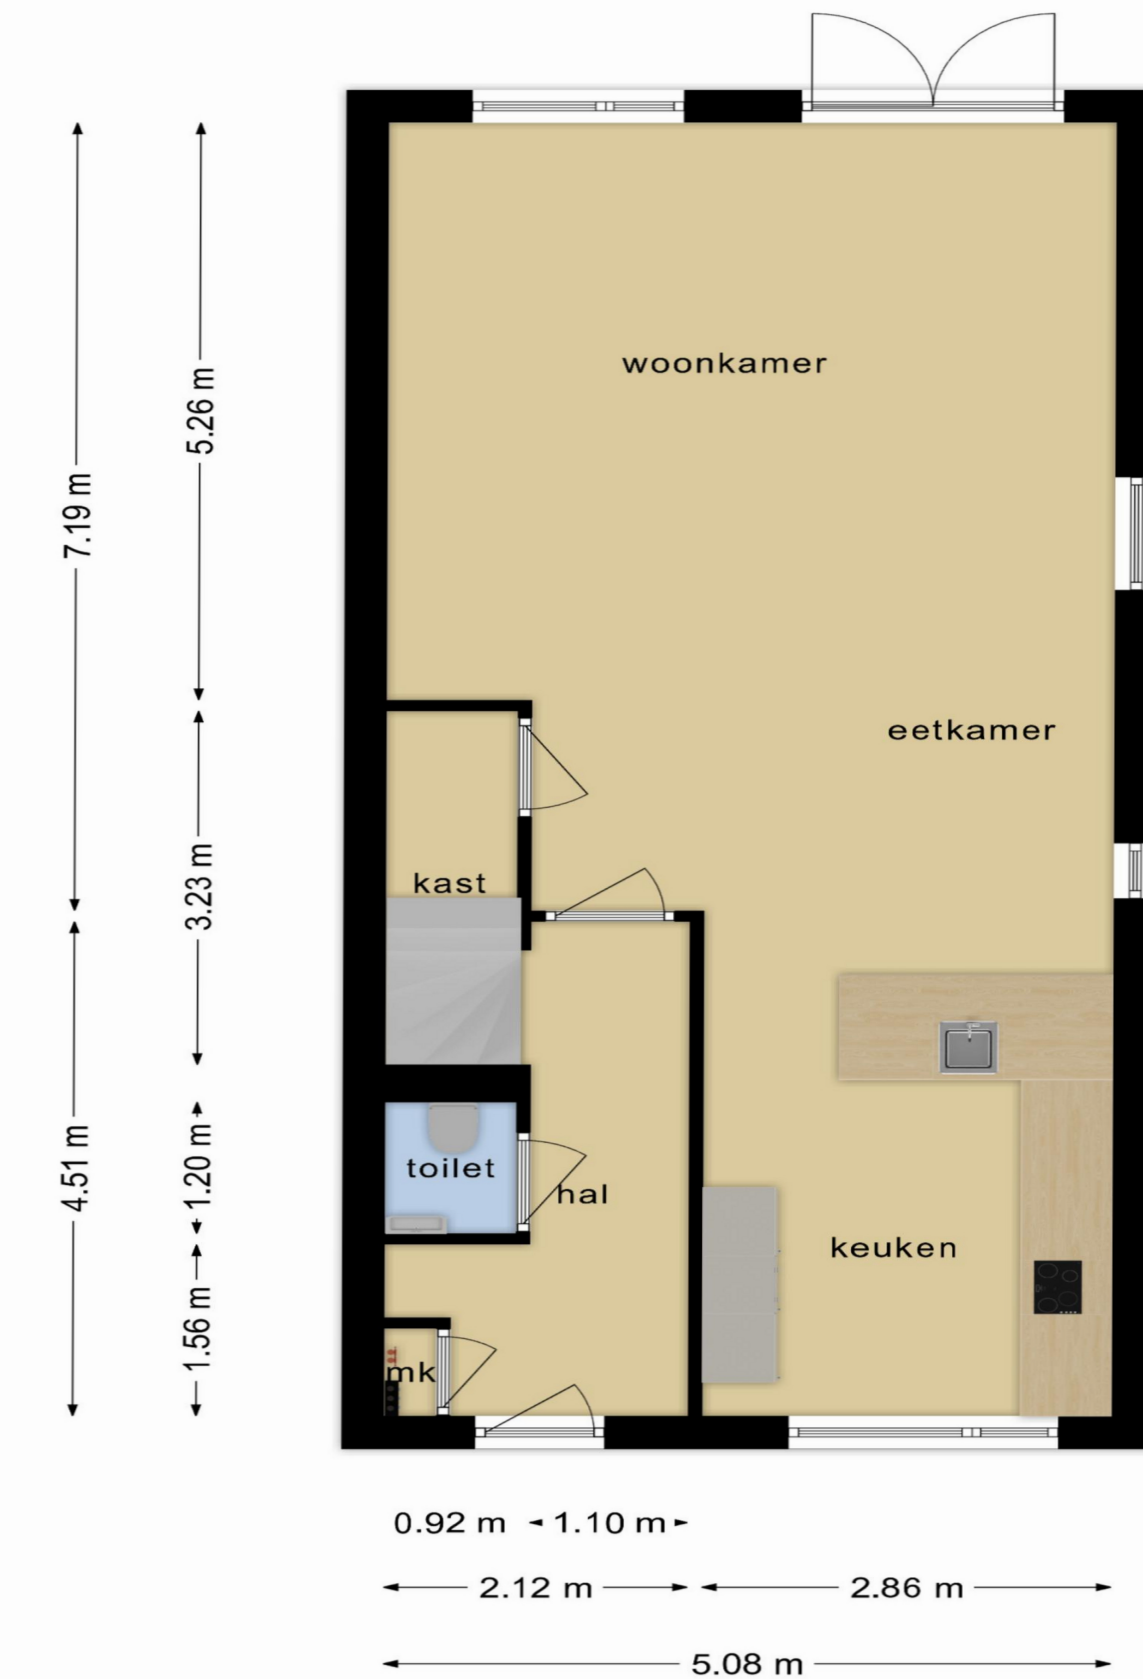 woonkamer
5.26 m
7.19 m
eetkamer
kast
3.23 m
toilet
1.20 m
4.51 m
hal
keuken
1.56 m
mk
0.92 m
1.10 m
2.12 m
2.86 m
5.08 m